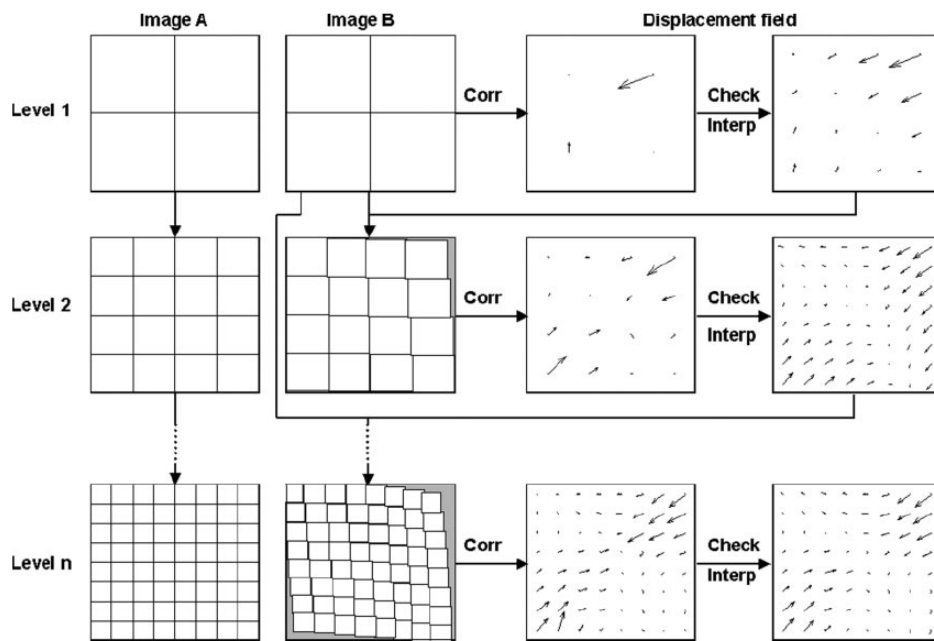 Image A
Image B
Displacement field
Level 1
Corr
Check
Interp
Level 2
Corr
Check
Interp
Level n
Corr
Check
Interp